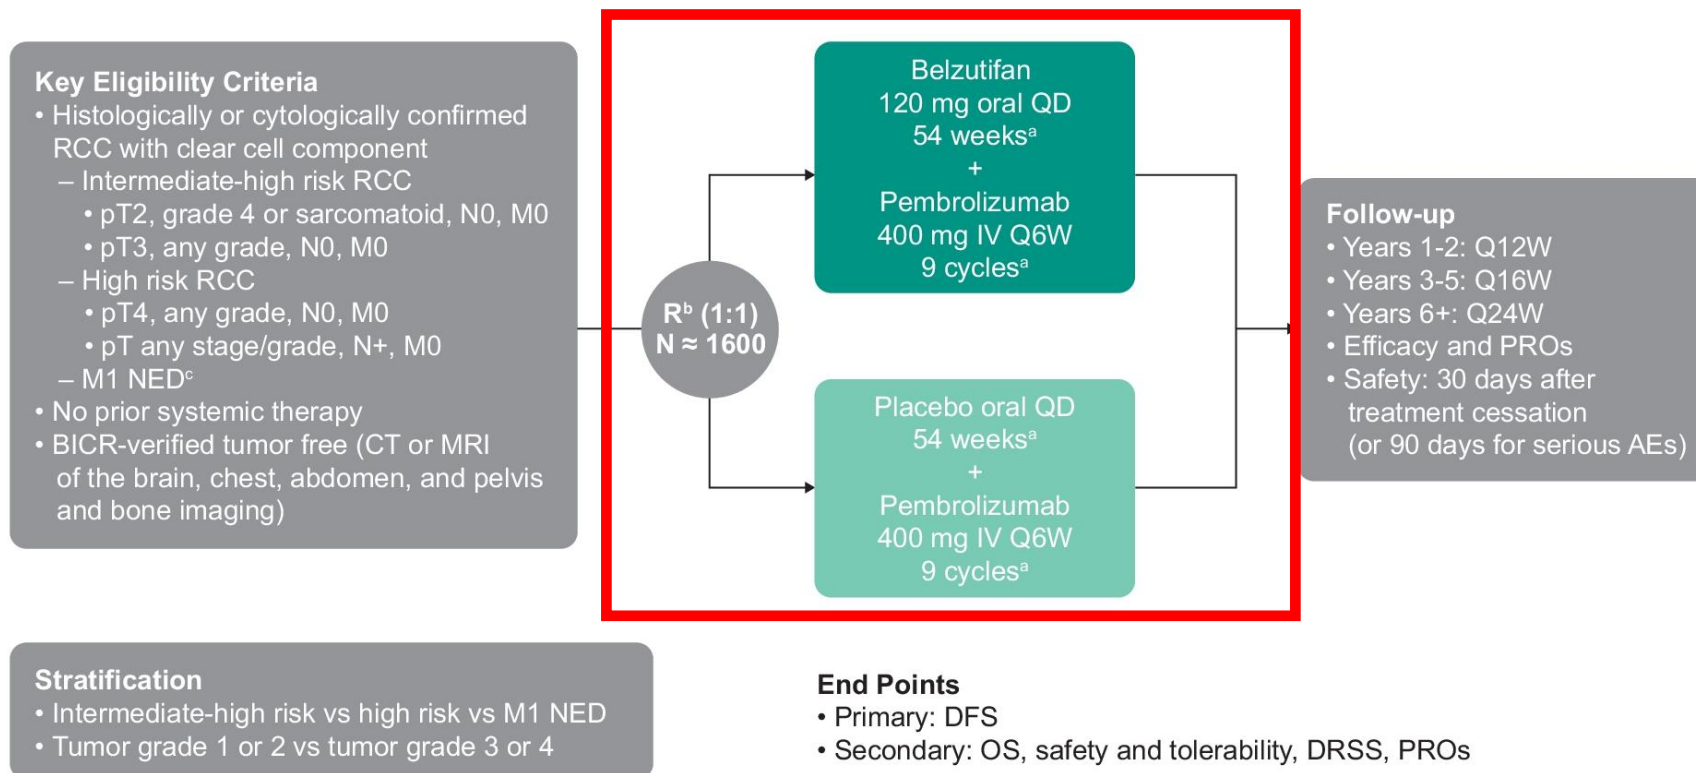 Key Eligibility Criteria
• Histologically or cytologically confirmed
RCC with clear cell component
– Intermediate-high risk RCC
• pT2, grade 4 or sarcomatoid, N0, M0
• pT3, any grade, N0, M0
– High risk RCC
• pT4, any grade, N0, M0
• pT any stage/grade, N+, M0
– M1 NEDᶜ
• No prior systemic therapy
• BICR-verified tumor free (CT or MRI
of the brain, chest, abdomen, and pelvis
and bone imaging)
Rᵇ (1:1)
N ≈ 1600
Belzutifan
120 mg oral QD
54 weeksᵃ
+
Pembrolizumab
400 mg IV Q6W
9 cyclesᵃ
Placebo oral QD
54 weeksᵃ
+
Pembrolizumab
400 mg IV Q6W
9 cyclesᵃ
Follow-up
• Years 1-2: Q12W
• Years 3-5: Q16W
• Years 6+: Q24W
• Efficacy and PROs
• Safety: 30 days after
treatment cessation
(or 90 days for serious AEs)
Stratification
• Intermediate-high risk vs high risk vs M1 NED
• Tumor grade 1 or 2 vs tumor grade 3 or 4
End Points
• Primary: DFS
• Secondary: OS, safety and tolerability, DRSS, PROs